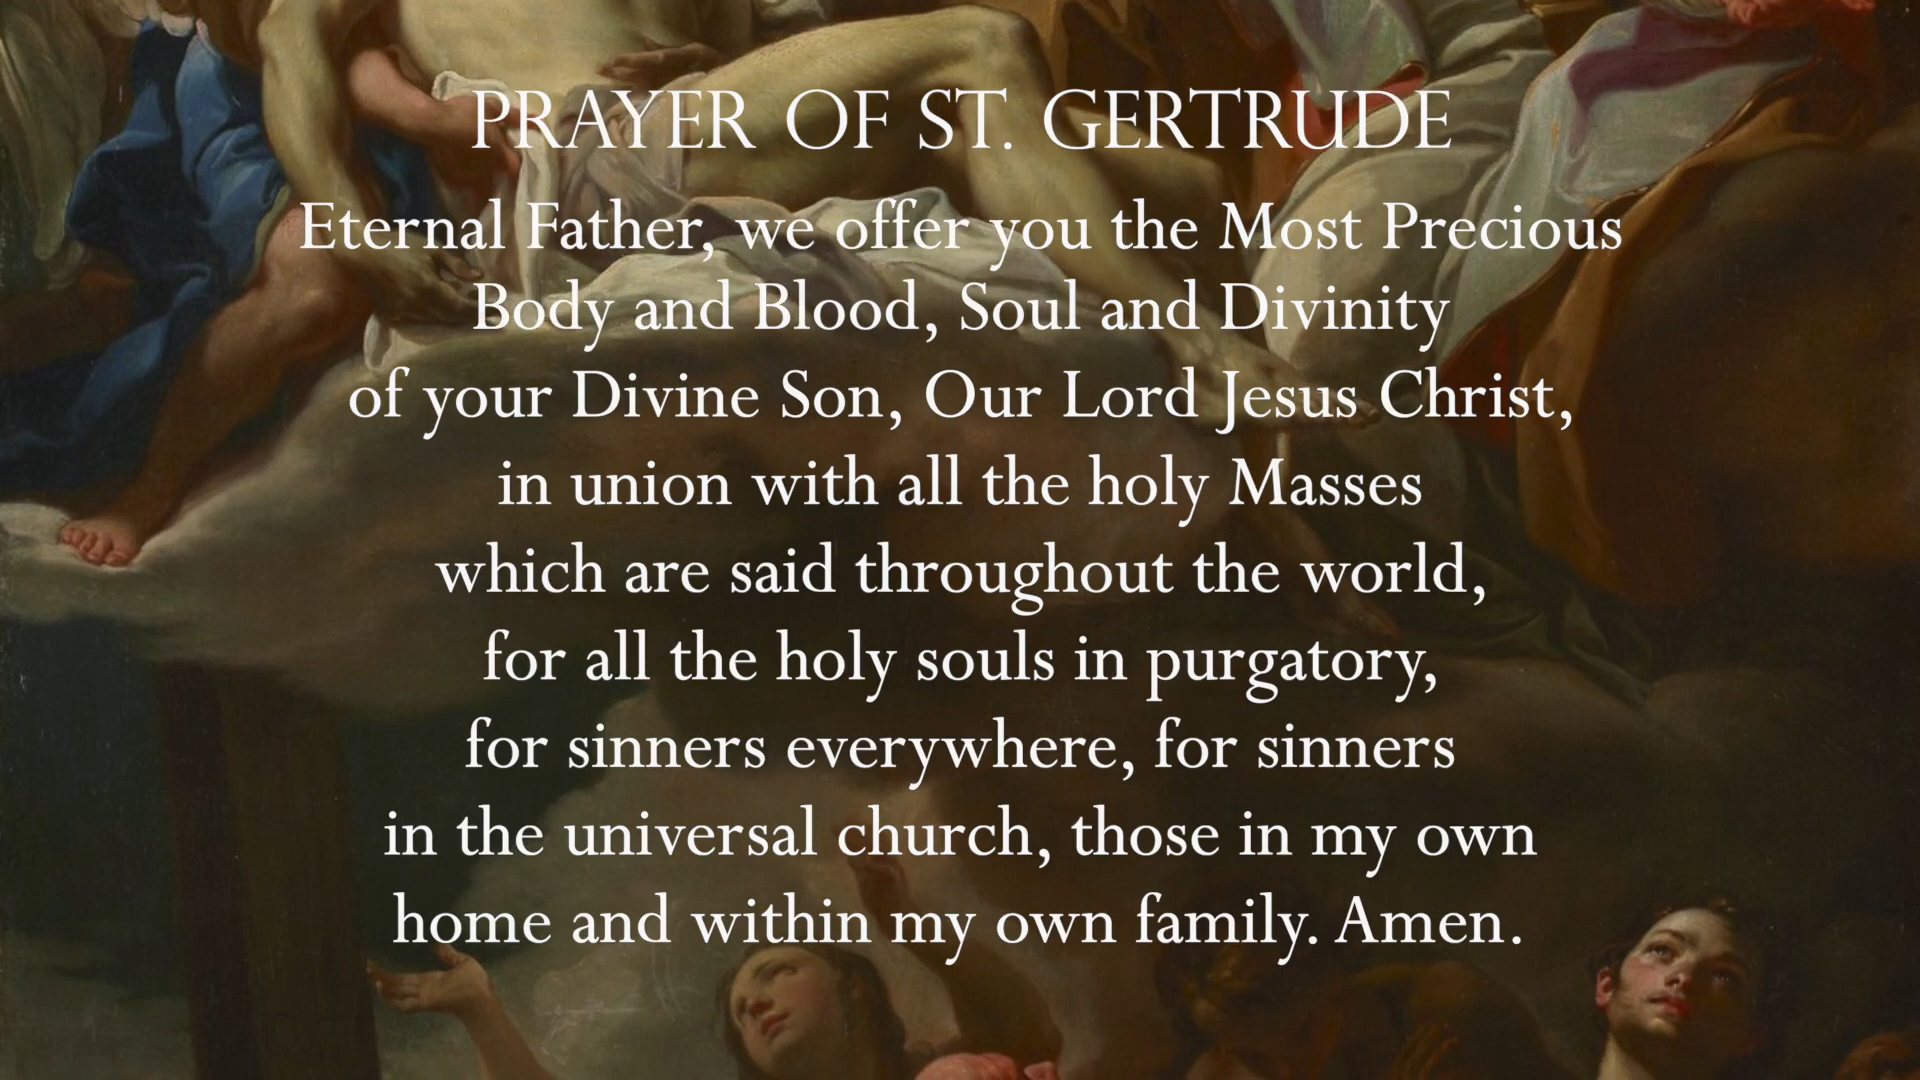 PRAYER OF ST. GERTRUDE
Eternal Father, we offer you the Most Precious
Body and Blood, Soul and Divinity
of your Divine Son, Our Lord Jesus Christ,
in union with all the holy Masses
which are said throughout the world,
for all the holy souls in purgatory,
for sinners everywhere, for sinners
in the universal church, those in my own
home and within my own family. Amen.